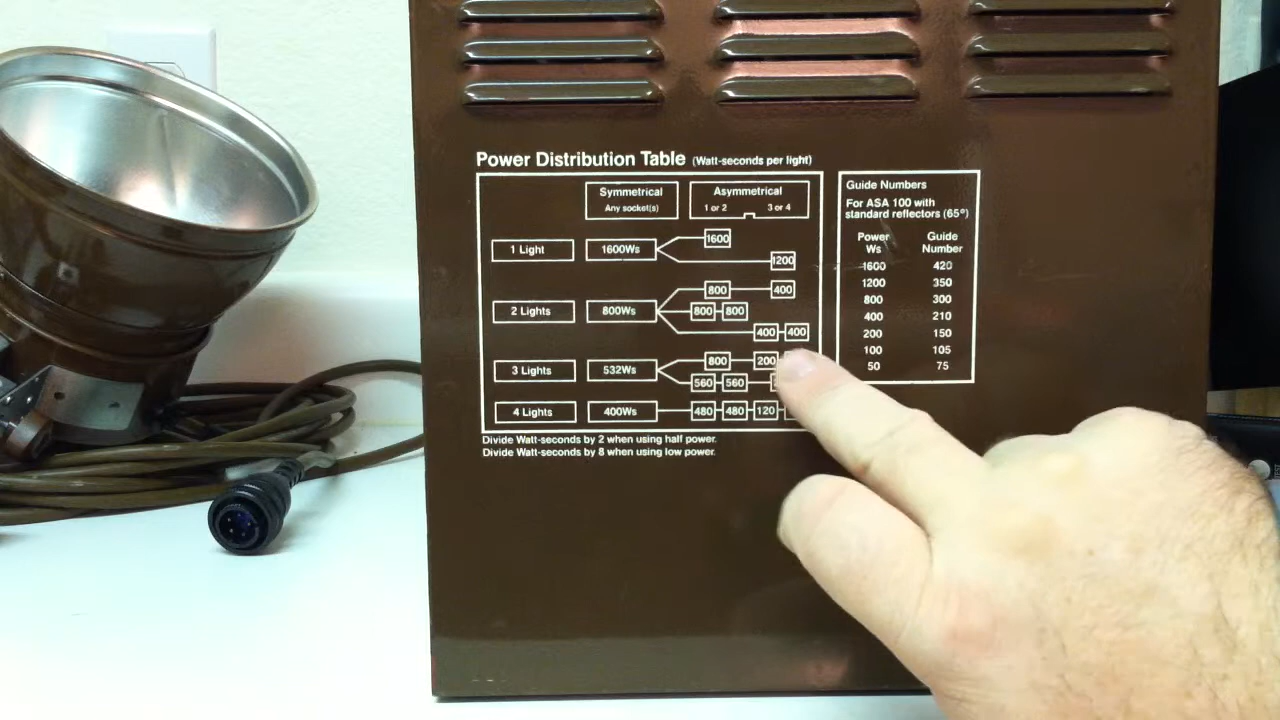 Power Distribution Table (Watt-seconds per light)
Symmetrical
Any socket(s)
Asymmetrical
1 or 2 3 or 4
1 Light 1600Ws 1600
1200
2 Lights 800Ws 800 400
800 800
400 400
3 Lights 532Ws 800 200
560 560
4 Lights 400Ws 480 480 120
Divide Watt-seconds by 2 when using half power.
Divide Watt-seconds by 8 when using low power.
Guide Numbers
For ASA 100 with
standard reflectors (65°)
Power Guide
Ws Number
1600 420
1200 350
800 300
400 210
200 150
100 105
50 75